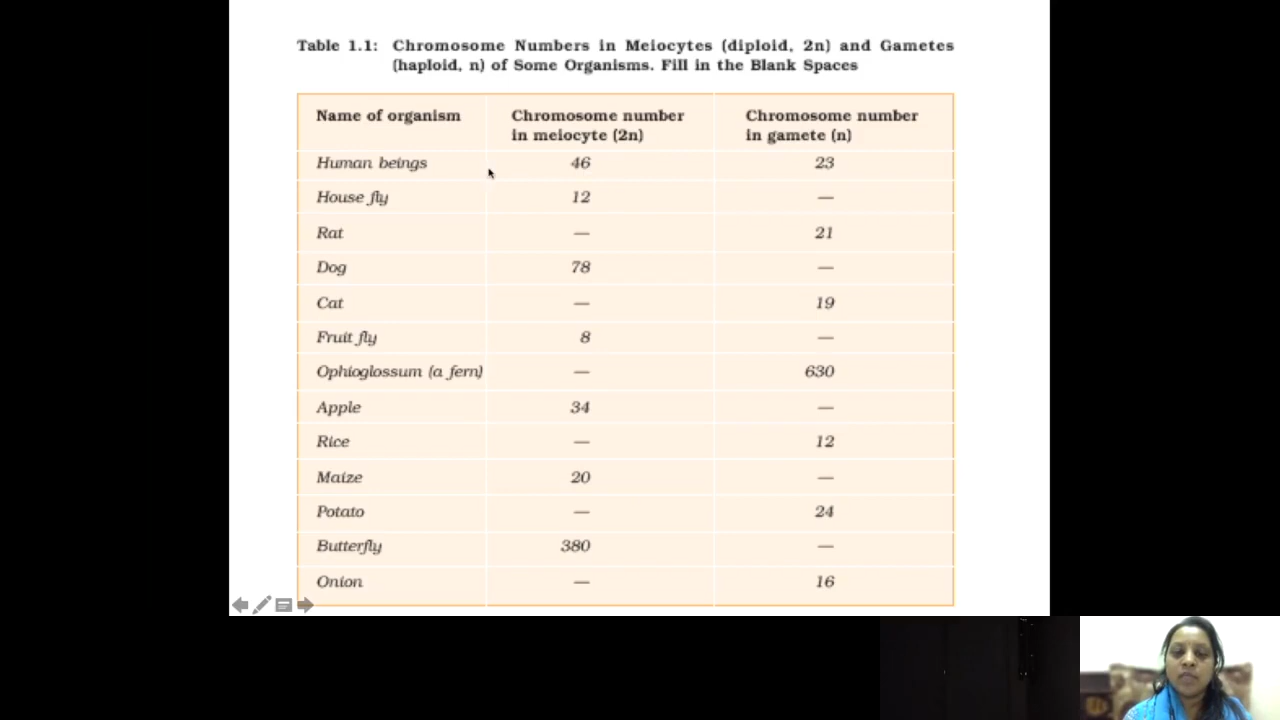 Table 1.1: Chromosome Numbers in Meiocytes (diploid, 2n) and Gametes
(haploid, n) of Some Organisms. Fill in the Blank Spaces
Name of organism Chromosome number in meiocyte (2n) Chromosome number in gamete (n)
Human beings 46 23
House fly 12 —
Rat — 21
Dog 78 —
Cat — 19
Fruit fly 8 —
Ophioglossum (a fern) — 630
Apple 34 —
Rice — 12
Maize 20 —
Potato — 24
Butterfly 380 —
Onion — 16